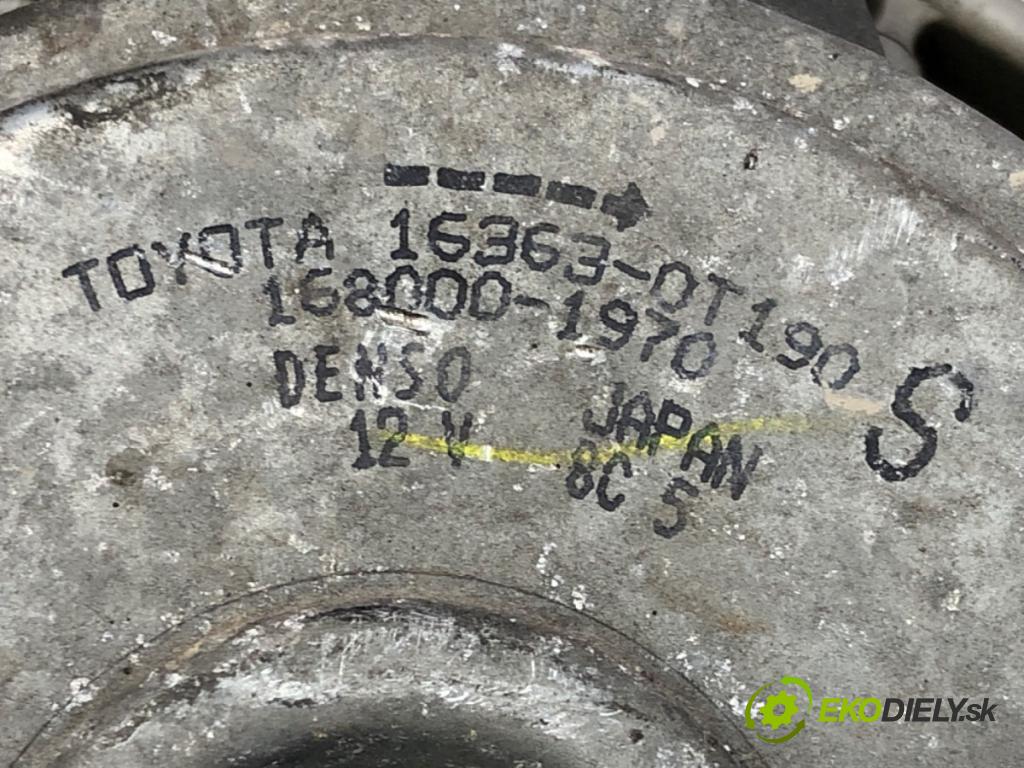 TOYOTA 16363-0T190
168000-1970
DENSO JAPAN
12 V 8C 5
S
EKODIELY.sk